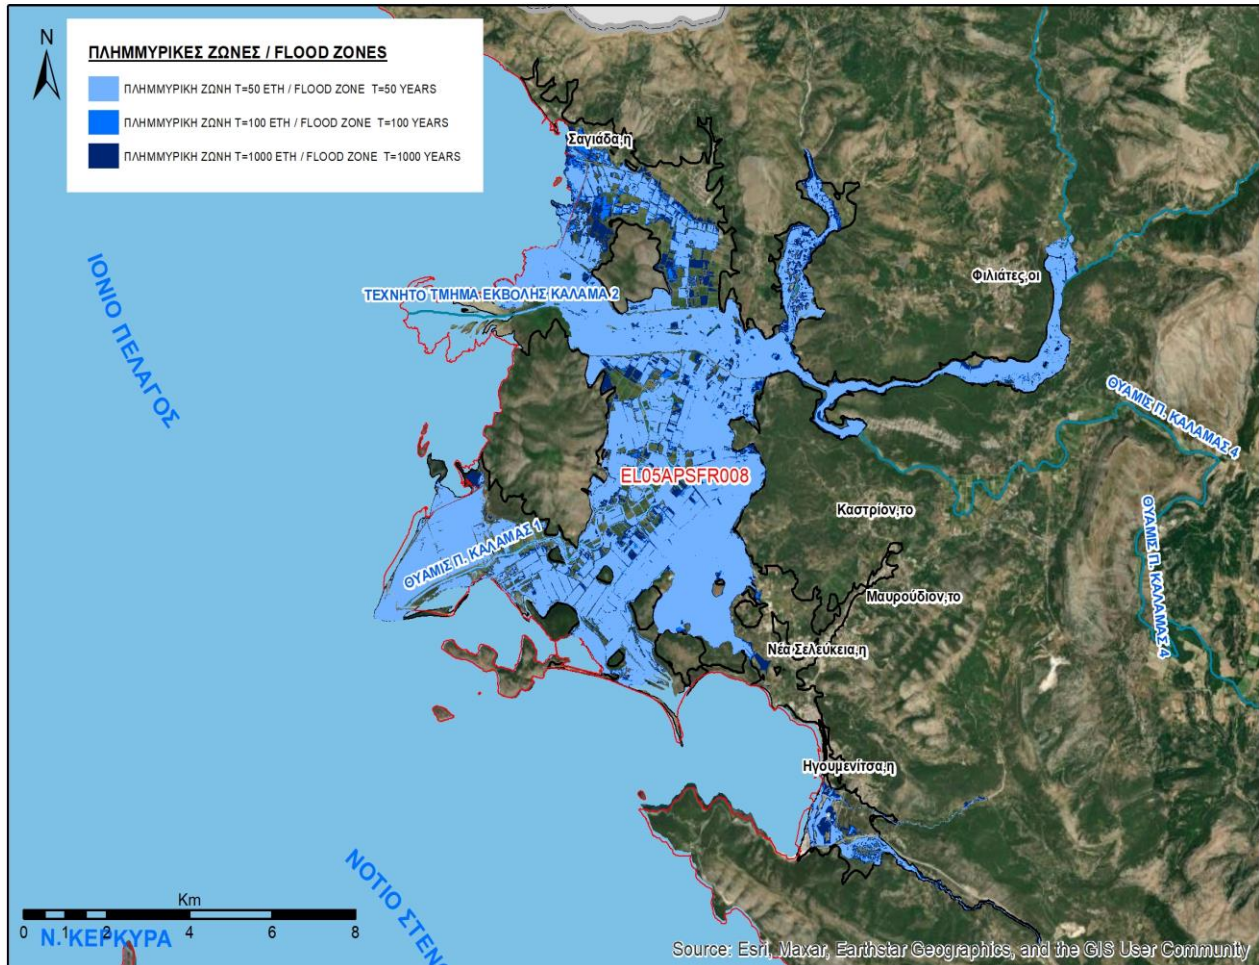 N
ΠΛΗΜΜΥΡΙΚΕΣ ΖΩΝΕΣ / FLOOD ZONES
ΠΛΗΜΜΥΡΙΚΗ ΖΩΝΗ T=50 ΕΤΗ / FLOOD ZONE T=50 YEARS
ΠΛΗΜΜΥΡΙΚΗ ΖΩΝΗ T=100 ΕΤΗ / FLOOD ZONE T=100 YEARS
ΠΛΗΜΜΥΡΙΚΗ ΖΩΝΗ T=1000 ΕΤΗ / FLOOD ZONE T=1000 YEARS
Σαγιάδα,η
Φιλιάτες,οι
ΙΟΝΙΟ ΠΕΛΑΓΟΣ
ΤΕΧΝΗΤΟ ΤΜΗΜΑ ΕΚΒΟΛΗΣ ΚΑΛΑΜΑ 2
ΘΥΑΜΙΣ Π. ΚΑΛΑΜΑΣ 4
EL05APSFR008
Καστρίον,το
ΘΥΑΜΙΣ Π. ΚΑΛΑΜΑΣ 1
ΘΥΑΜΙΣ Π. ΚΑΛΑΜΑΣ 4
Μαυρούδιον,το
Νέα Σελεύκεια,η
Ηγουμενίτσα,η
ΝΟΤΙΟ ΣΤΕΝΟ
Km
0 1 2 4 6 8
Ν. ΚΕΡΚΥΡΑ
Source: Esri, Maxar, Earthstar Geographics, and the GIS User Community